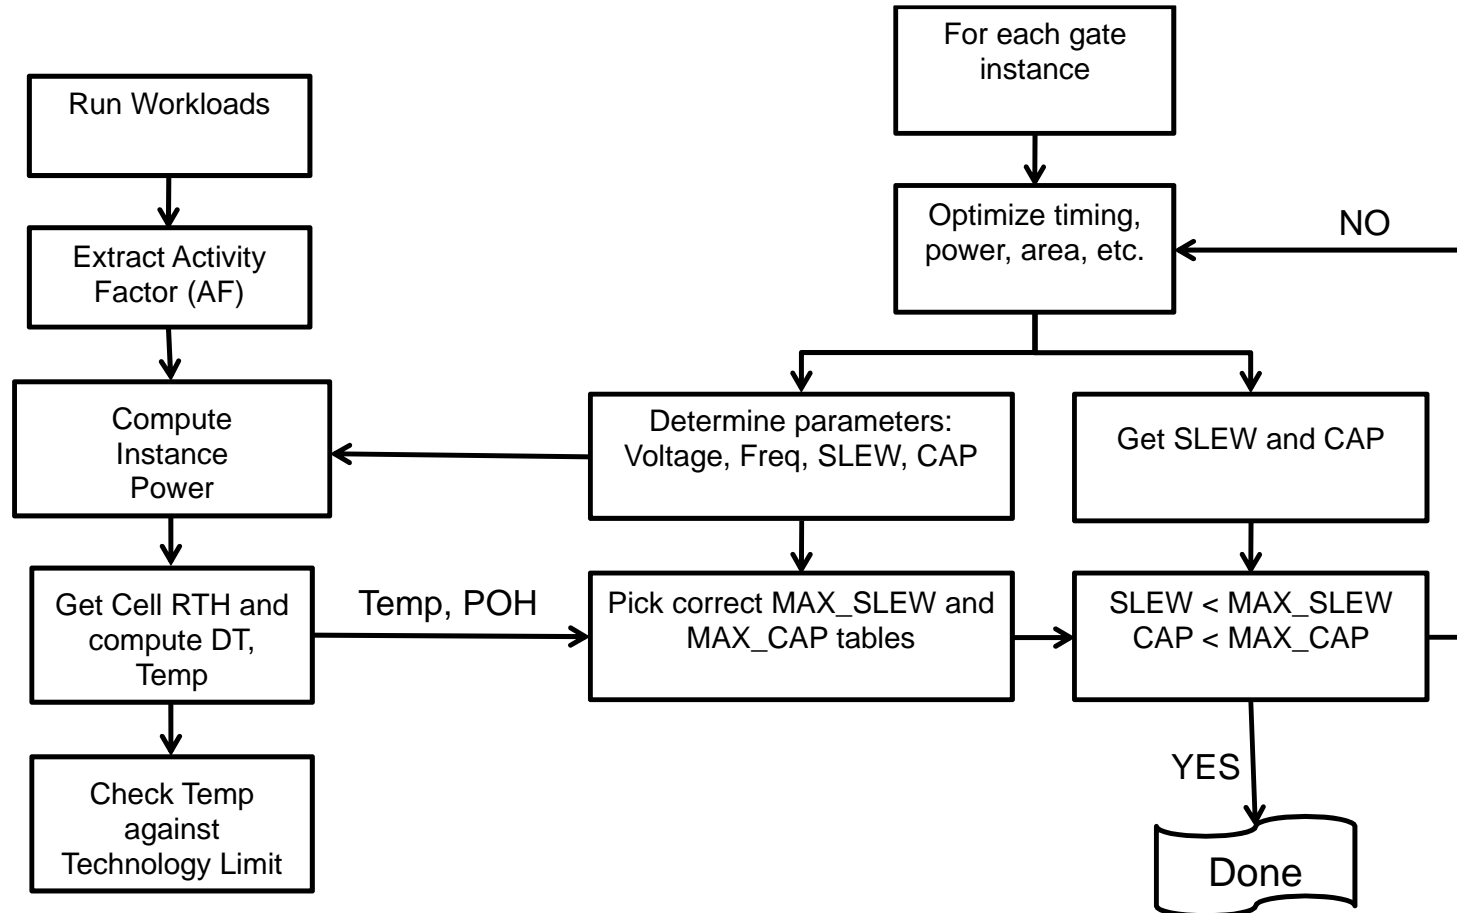 For each gate
instance
Run Workloads
Optimize timing,
power, area, etc.
NO
Extract Activity
Factor (AF)
Compute
Instance
Power
Determine parameters:
Voltage, Freq, SLEW, CAP
Get SLEW and CAP
Get Cell RTH and
compute DT,
Temp
Temp, POH
Pick correct MAX_SLEW and
MAX_CAP tables
SLEW < MAX_SLEW
CAP < MAX_CAP
YES
Check Temp
against
Technology Limit
Done